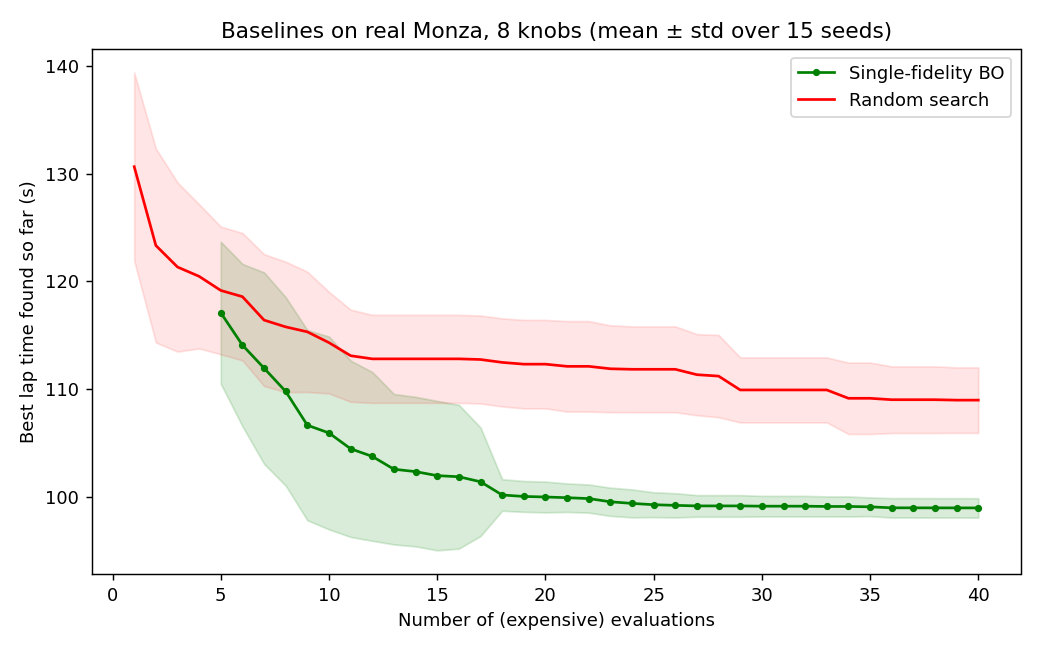 Baselines on real Monza, 8 knobs (mean ± std over 15 seeds)
Single-fidelity BO
Random search
Best lap time found so far (s)
140
130
120
110
100
0 5 10 15 20 25 30 35 40
Number of (expensive) evaluations